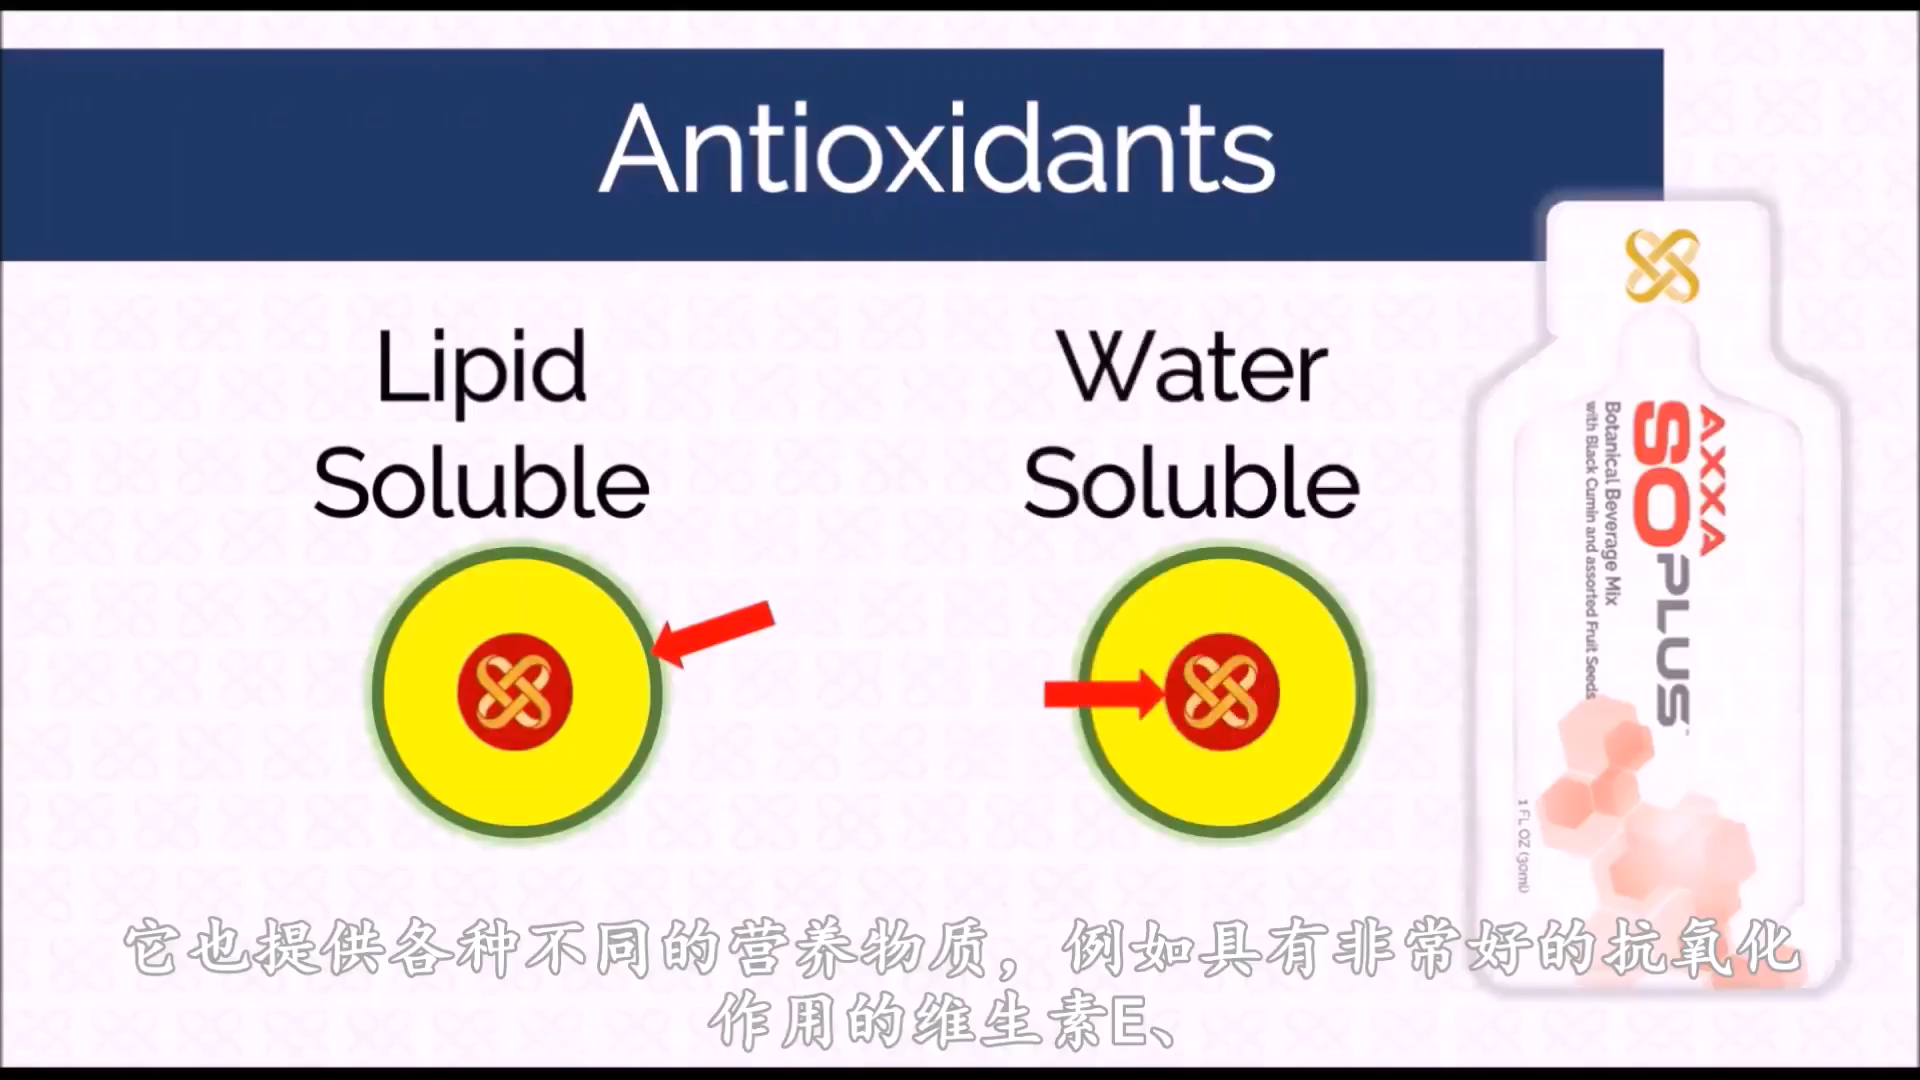 Antioxidants
Lipid
Soluble
Water
Soluble
AXXA
SOPLUS™
Botanical Beverage Mix
with Black Cumin and assorted Fruit Seeds
1 FL OZ (30ml)
它也提供各种不同的营养物质，例如具有非常好的抗氧化
作用的维生素E、